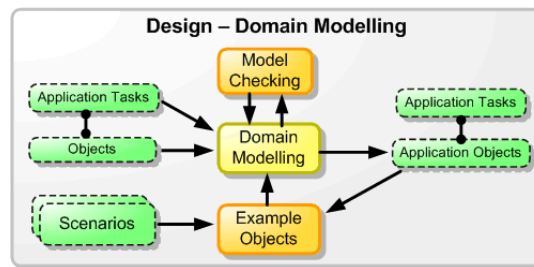 Design – Domain Modelling
Model
Checking
Application Tasks
Application Tasks
Objects
Domain
Modelling
Application Objects
Scenarios
Example
Objects